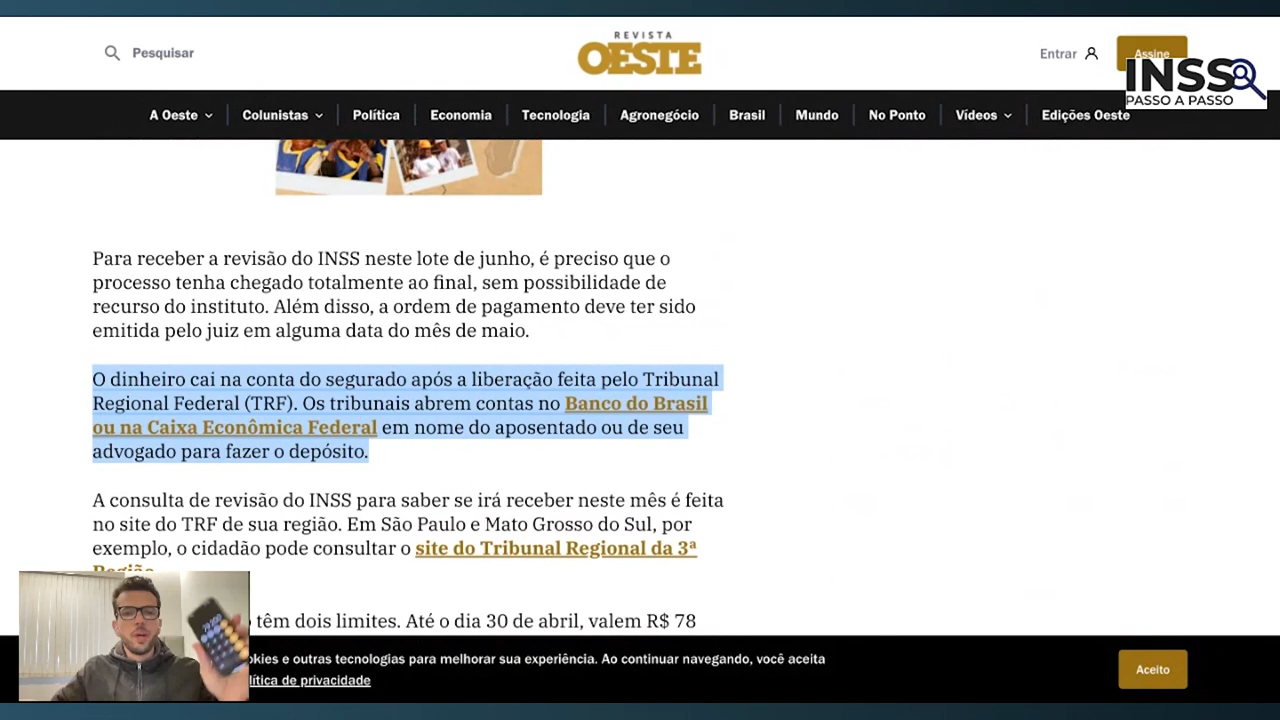 Pesquisar
REVISTA
OESTE
Entrar
Assine
INSS
PASSO A PASSO
A Oeste
Colunistas
Política
Economia
Tecnologia
Agronegócio
Brasil
Mundo
No Ponto
Vídeos
Edições Oeste
Para receber a revisão do INSS neste lote de junho, é preciso que o
processo tenha chegado totalmente ao final, sem possibilidade de
recurso do instituto. Além disso, a ordem de pagamento deve ter sido
emitida pelo juiz em alguma data do mês de maio.
O dinheiro cai na conta do segurado após a liberação feita pelo Tribunal
Regional Federal (TRF). Os tribunais abrem contas no Banco do Brasil
ou na Caixa Econômica Federal em nome do aposentado ou de seu
advogado para fazer o depósito.
A consulta de revisão do INSS para saber se irá receber neste mês é feita
no site do TRF de sua região. Em São Paulo e Mato Grosso do Sul, por
exemplo, o cidadão pode consultar o site do Tribunal Regional da 3ª
Região
têm dois limites. Até o dia 30 de abril, valem R$ 78
okies e outras tecnologias para melhorar sua experiência. Ao continuar navegando, você aceita
lítica de privacidade
Aceito